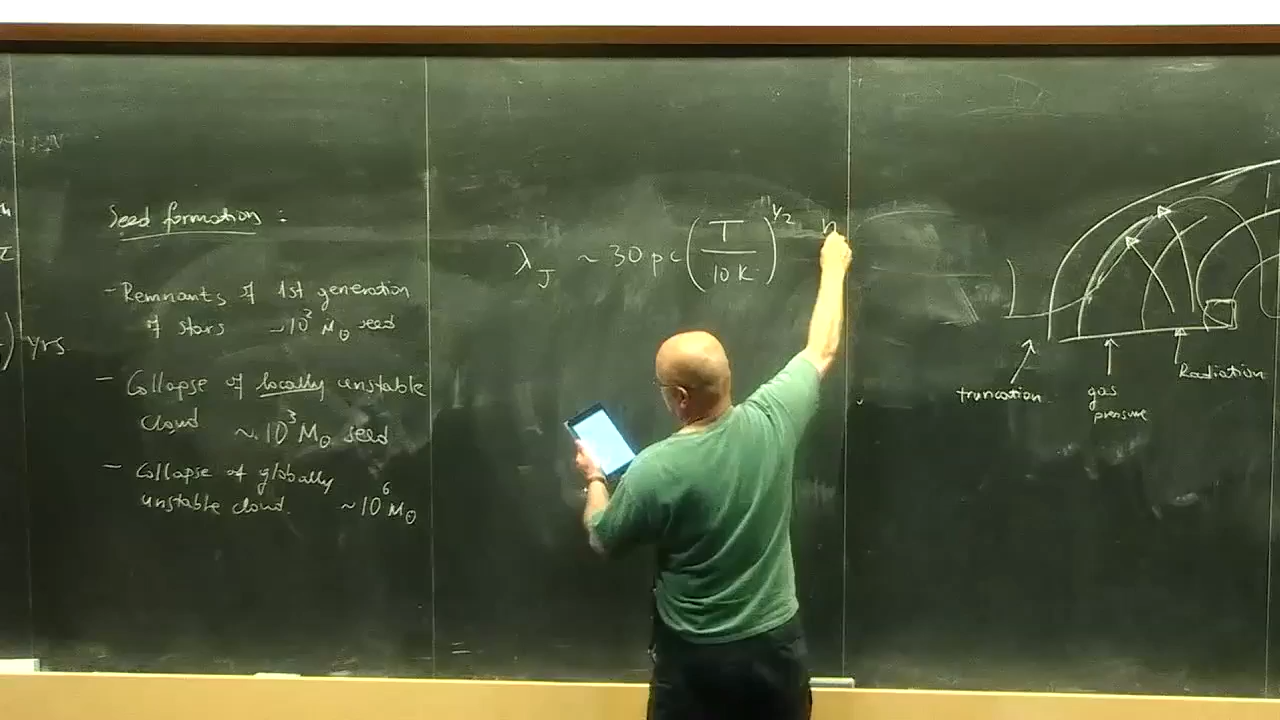 Seed formation :
- Remnants of 1st generation
of stars ~10² M⊙ seed
- Collapse of locally unstable
cloud ~10³ M⊙ seed
- Collapse of globally
unstable cloud. ~10⁶ M⊙
) yrs
λ_J ~ 30 pc (T / 10 K)^1/2 n
truncation
gas
pressure
Radiation